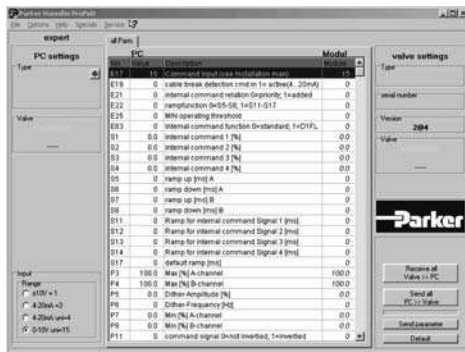 Parker Hannifin ProPxD
File Options Help Specials Service
expert
PC settings
Type
Valve
Input
Range
±10V = 1
4-20mA =2
4-20mA uni=4
0-10V uni=15
all Parm.
PC Modul
No. Value Description Module
E17 15 Command input (see Installation man) 15
E19 0 cable break detection cmd in 1= active(4...20mA) 0
E21 0 internal command relation 0=priority; 1=added 0
E22 0 rampfunction 0=S5-S8, 1=S11-S17 0
E25 0 MIN operating threshold 0
E83 0 Internal command function 0=standard; 1=D1FL 0
S1 0.0 internal command 1 [%] 0.0
S2 0.0 internal command 2 [%] 0.0
S3 0.0 internal command 3 [%] 0.0
S4 0.0 internal command 4 [%] 0.0
S5 0 ramp up [ms] A 0
S6 0 ramp down [ms] A 0
S7 0 ramp up [ms] B 0
S8 0 ramp down [ms] B 0
S11 0 Ramp for internal command Signal 1 [ms] 0
S12 0 Ramp for internal command Signal 2 [ms] 0
S13 0 Ramp for internal command Signal 3 [ms] 0
S14 0 Ramp for internal command Signal 4 [ms] 0
S17 0 default ramp [ms] 0
P3 100.0 Max [%] A-channel 100.0
P4 100.0 Max [%] B-channel 100.0
P5 0.0 Dither-Amplitude [%] 0.0
P6 0 Dither-Frequency [Hz] 0
P7 0.0 Min [%] A-channel 0.0
P8 0.0 Min [%] B-channel 0.0
P11 0 command signal 0=not inverted, 1=inverted 0
valve settings
Type
serial number
Version
2@4
Valve
Parker
Receive all
Valve >> PC
Send all
PC >> Valve
Send parameter
Default